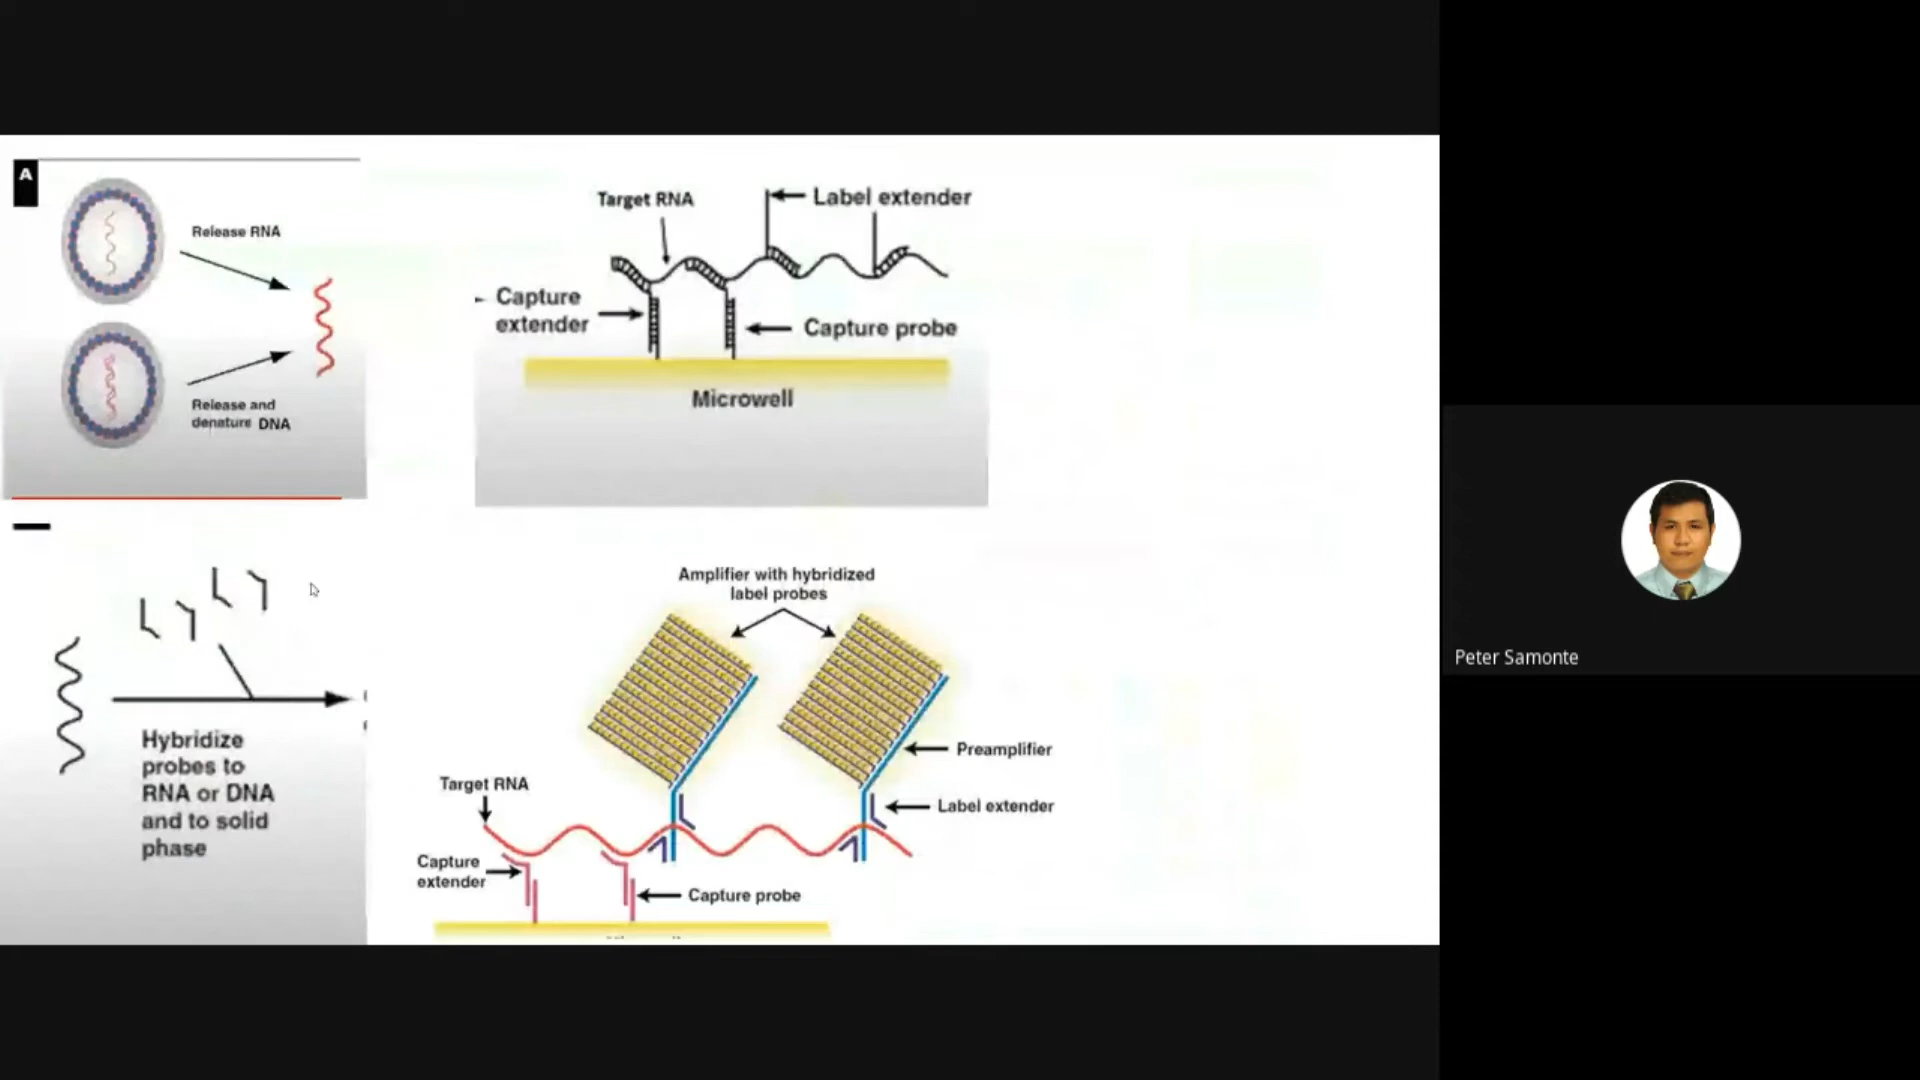 A
Release RNA
Release and
denature DNA
Target RNA
Label extender
Capture
extender
Capture probe
Microwell
Hybridize
probes to
RNA or DNA
and to solid
phase
Amplifier with hybridized
label probes
Preamplifier
Label extender
Target RNA
Capture
extender
Capture probe
Peter Samonte